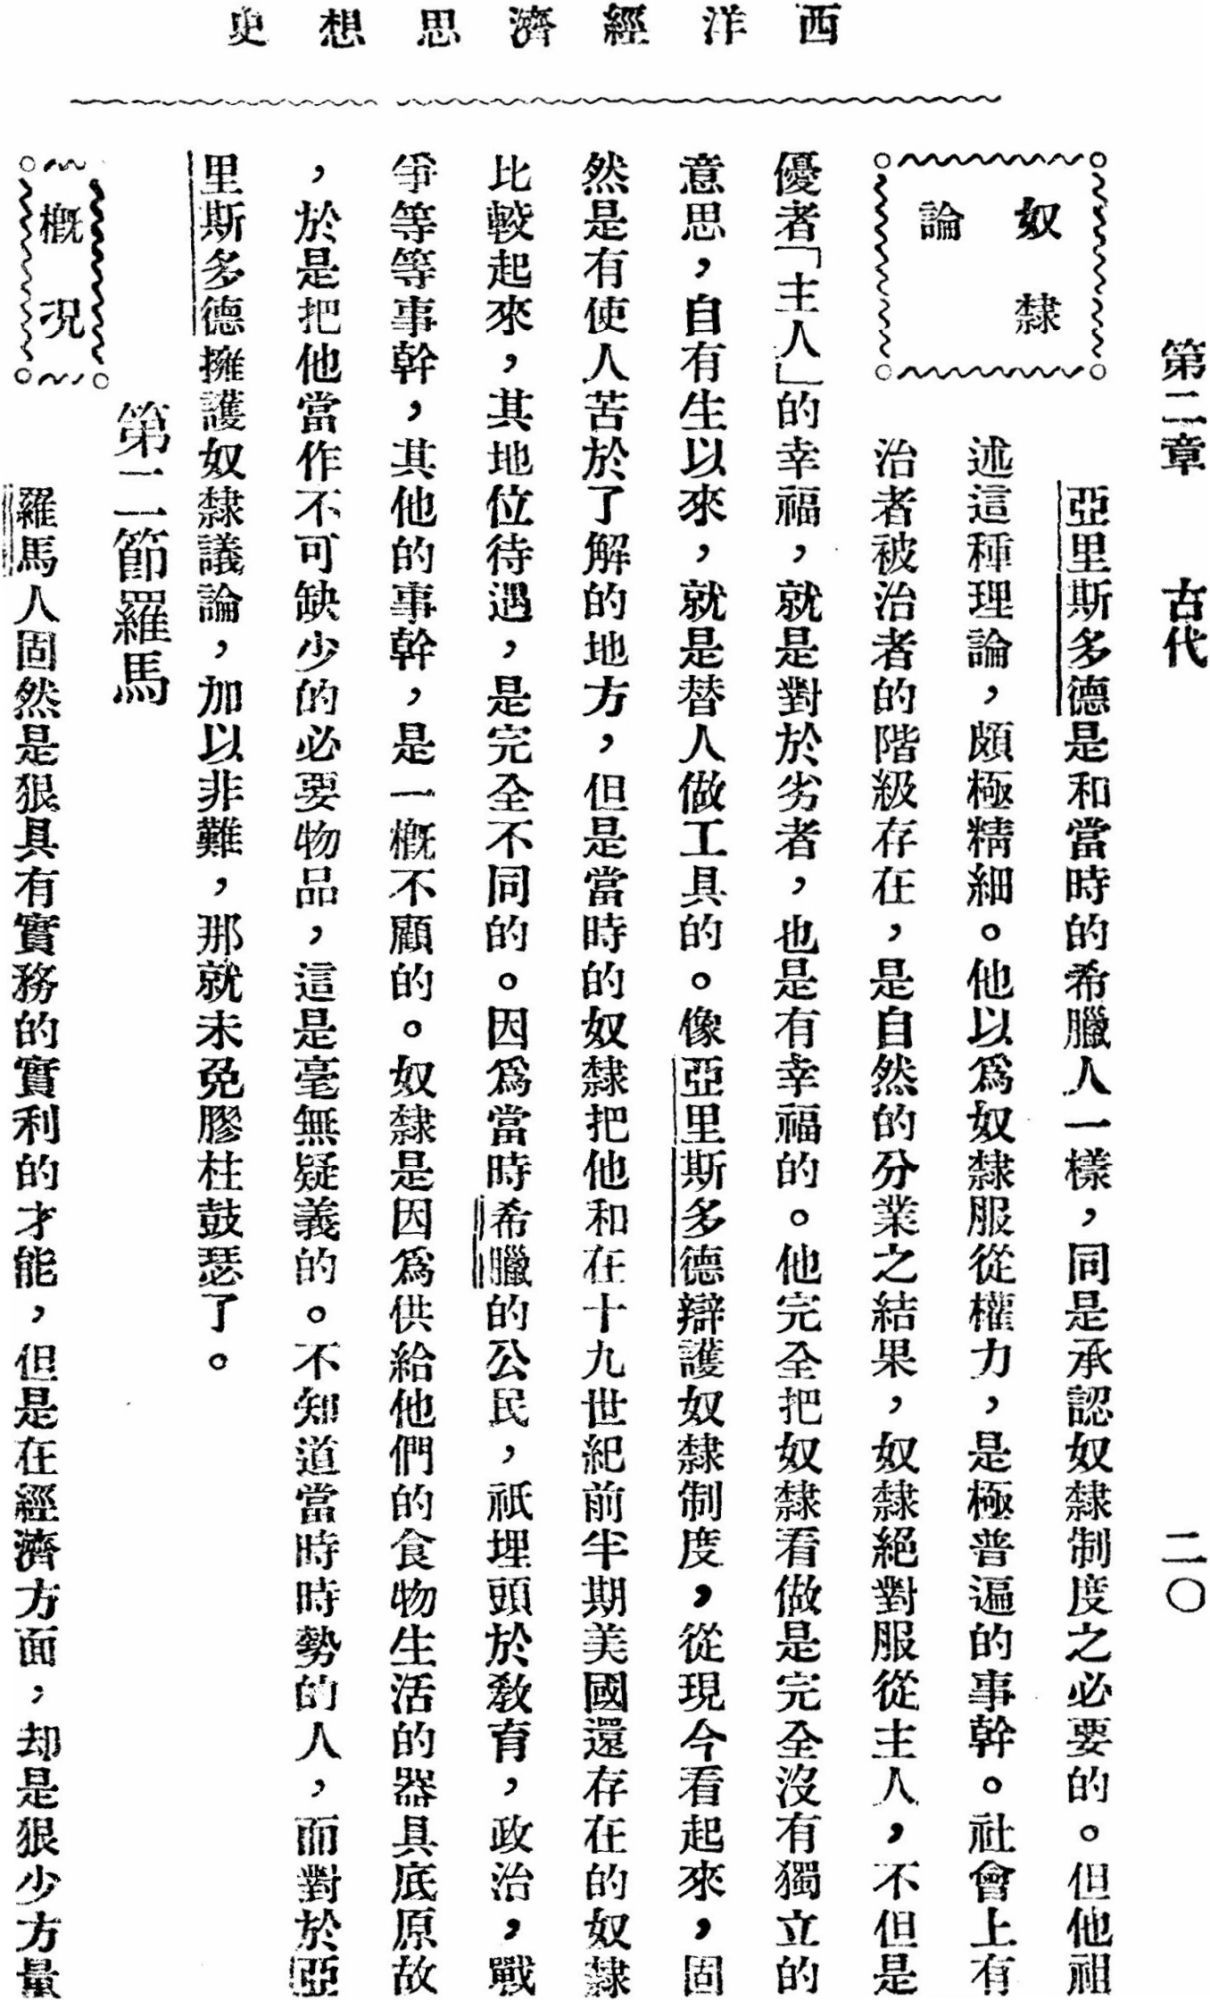 西洋經濟思想史
第二章　古代　二〇
奴隸
論
亞里斯多德是和當時的希臘人一樣，同是承認奴隸制度之必要的。但他祖
述這種理論，頗極精細。他以爲奴隸服從權力，是極普遍的事幹。社會上有
治者被治者的階級存在，是自然的分業之結果，奴隸絕對服從主人，不但是
優者「主人」的幸福，就是對於劣者，也是有幸福的。他完全把奴隸看做是完全沒有獨立的
意思，自有生以來，就是替人做工具的。像亞里斯多德辯護奴隸制度，從現今看起來，固
然是有使人苦於了解的地方，但是當時的奴隸把他和在十九世紀前半期美國還存在的奴隸
比較起來，其地位待遇，是完全不同的。因爲當時希臘的公民，祇埋頭於教育，政治，戰
爭等等事幹，其他的事幹，是一概不顧的。奴隸是因爲供給他們的食物生活的器具底原故
，於是把他當作不可缺少的必要物品，這是毫無疑義的。不知道當時時勢的人，而對於亞
里斯多德擁護奴隸議論，加以非難，那就未免膠柱鼓瑟了。
第二節羅馬
概況
羅馬人固然是狠具有實務的實利的才能，但是在經濟方面，却是狠少方量